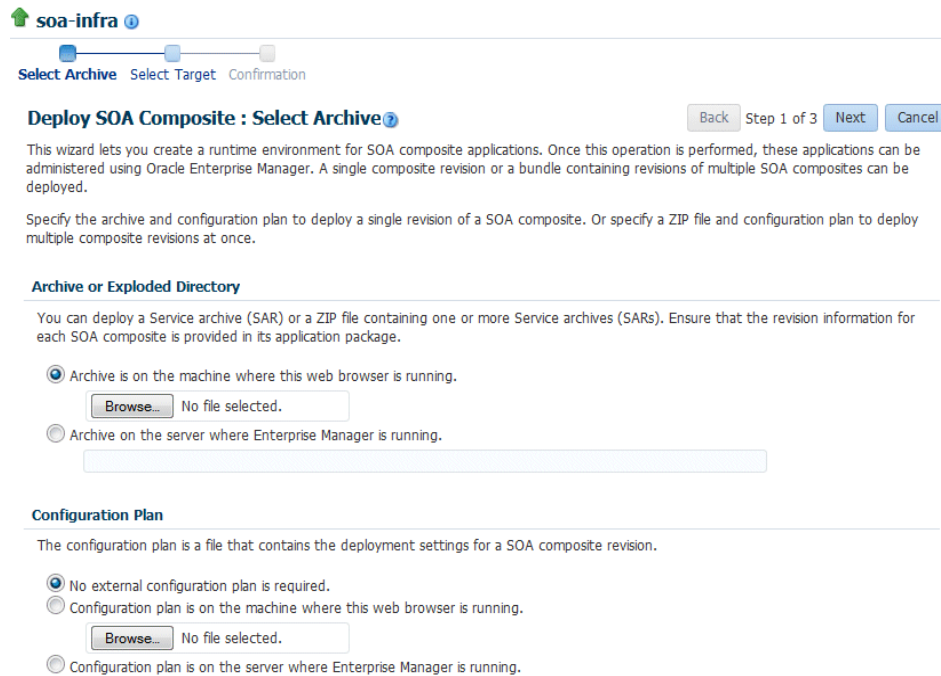 soa-infra
Select Archive Select Target Confirmation
Deploy SOA Composite : Select Archive
Back Step 1 of 3 Next Cancel
This wizard lets you create a runtime environment for SOA composite applications. Once this operation is performed, these applications can be
administered using Oracle Enterprise Manager. A single composite revision or a bundle containing revisions of multiple SOA composites can be
deployed.
Specify the archive and configuration plan to deploy a single revision of a SOA composite. Or specify a ZIP file and configuration plan to deploy
multiple composite revisions at once.
Archive or Exploded Directory
You can deploy a Service archive (SAR) or a ZIP file containing one or more Service archives (SARs). Ensure that the revision information for
each SOA composite is provided in its application package.
Archive is on the machine where this web browser is running.
Browse... No file selected.
Archive on the server where Enterprise Manager is running.
Configuration Plan
The configuration plan is a file that contains the deployment settings for a SOA composite revision.
No external configuration plan is required.
Configuration plan is on the machine where this web browser is running.
Browse... No file selected.
Configuration plan is on the server where Enterprise Manager is running.